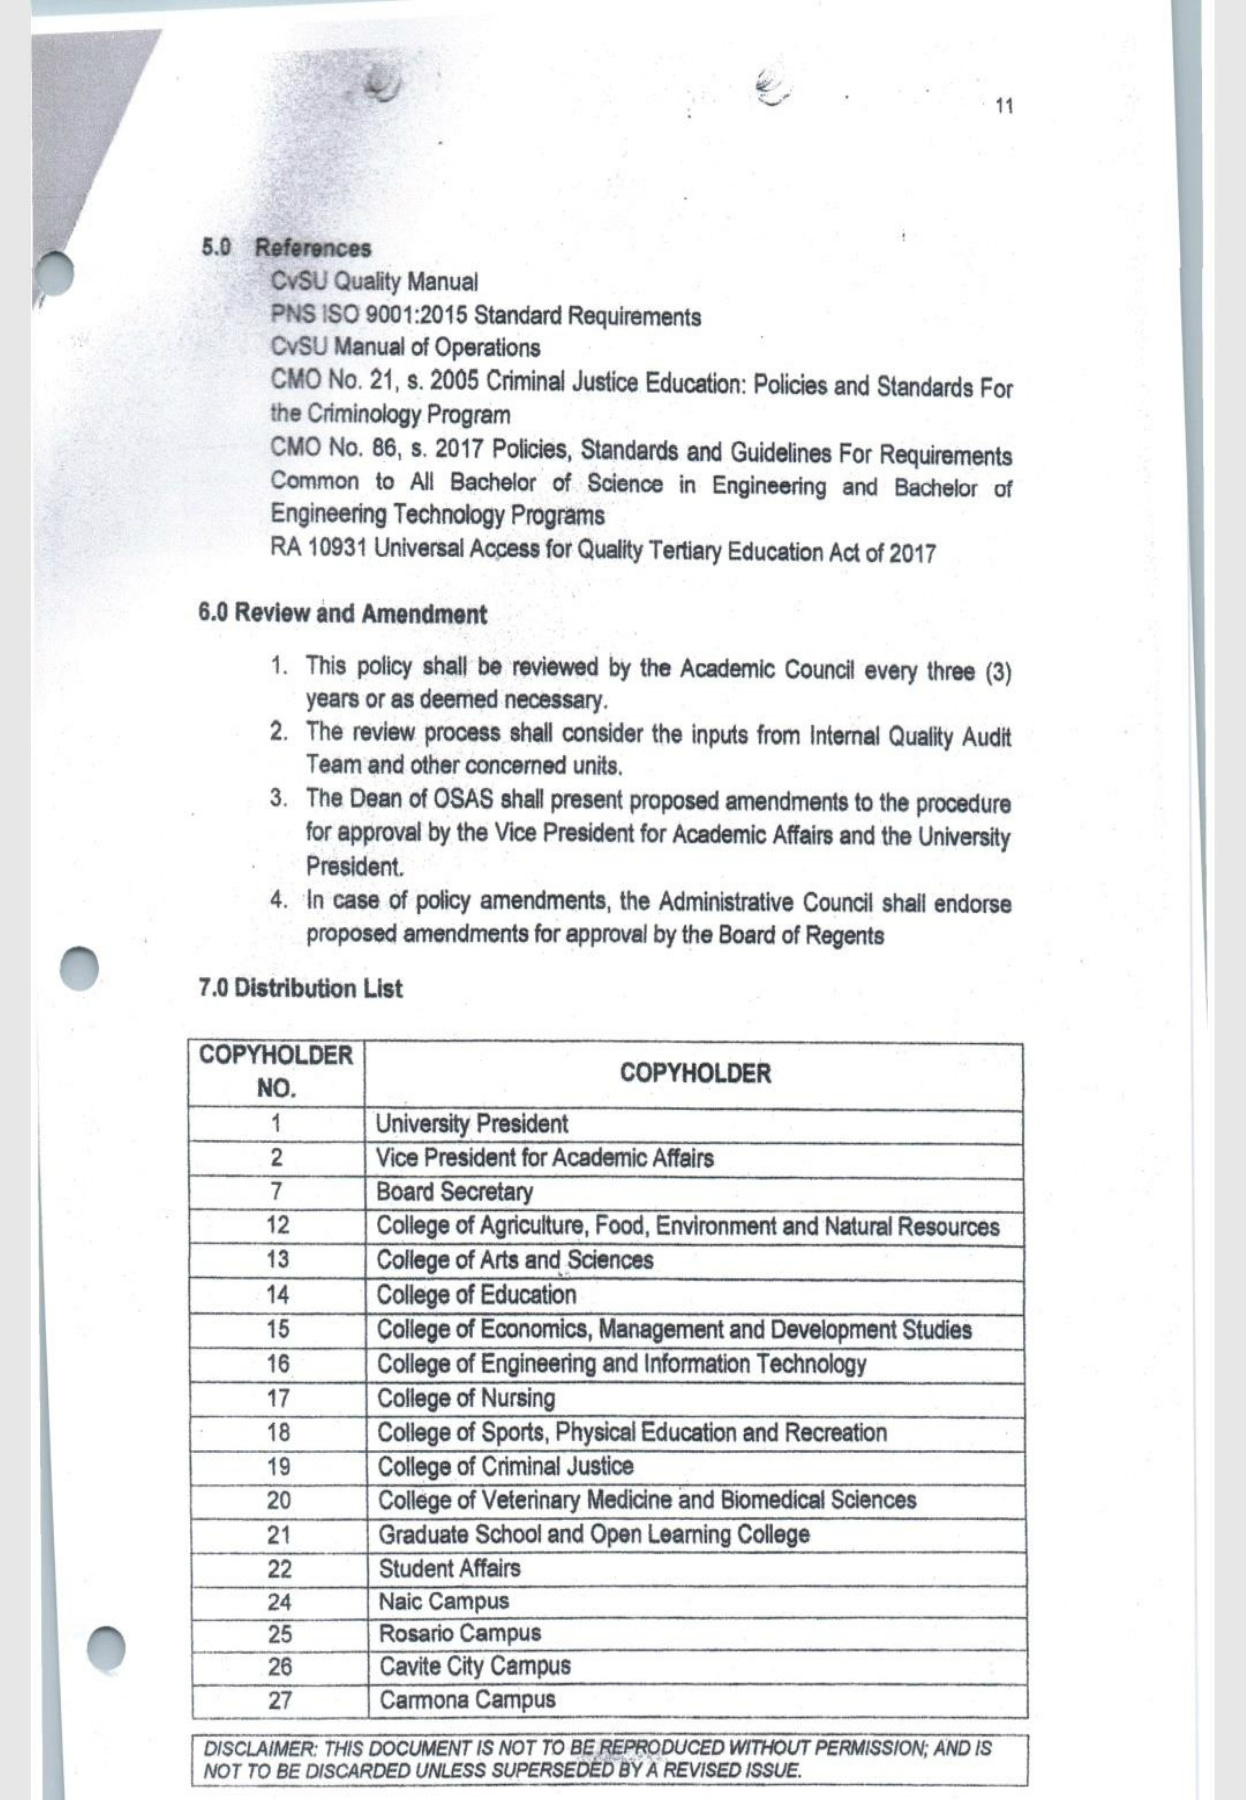 11
5.0 References
CvSU Quality Manual
PNS ISO 9001:2015 Standard Requirements
CvSU Manual of Operations
CMO No. 21, s. 2005 Criminal Justice Education: Policies and Standards For
the Criminology Program
CMO No. 86, s. 2017 Policies, Standards and Guidelines For Requirements
Common to All Bachelor of Science in Engineering and Bachelor of
Engineering Technology Programs
RA 10931 Universal Access for Quality Tertiary Education Act of 2017
6.0 Review and Amendment
1. This policy shall be reviewed by the Academic Council every three (3)
years or as deemed necessary.
2. The review process shall consider the inputs from Internal Quality Audit
Team and other concerned units.
3. The Dean of OSAS shall present proposed amendments to the procedure
for approval by the Vice President for Academic Affairs and the University
President.
4. In case of policy amendments, the Administrative Council shall endorse
proposed amendments for approval by the Board of Regents
7.0 Distribution List
COPYHOLDER
NO.
COPYHOLDER
1 University President
2 Vice President for Academic Affairs
7 Board Secretary
12 College of Agriculture, Food, Environment and Natural Resources
13 College of Arts and Sciences
14 College of Education
15 College of Economics, Management and Development Studies
16 College of Engineering and Information Technology
17 College of Nursing
18 College of Sports, Physical Education and Recreation
19 College of Criminal Justice
20 College of Veterinary Medicine and Biomedical Sciences
21 Graduate School and Open Learning College
22 Student Affairs
24 Naic Campus
25 Rosario Campus
26 Cavite City Campus
27 Carmona Campus
DISCLAIMER: THIS DOCUMENT IS NOT TO BE REPRODUCED WITHOUT PERMISSION; AND IS
NOT TO BE DISCARDED UNLESS SUPERSEDED BY A REVISED ISSUE.